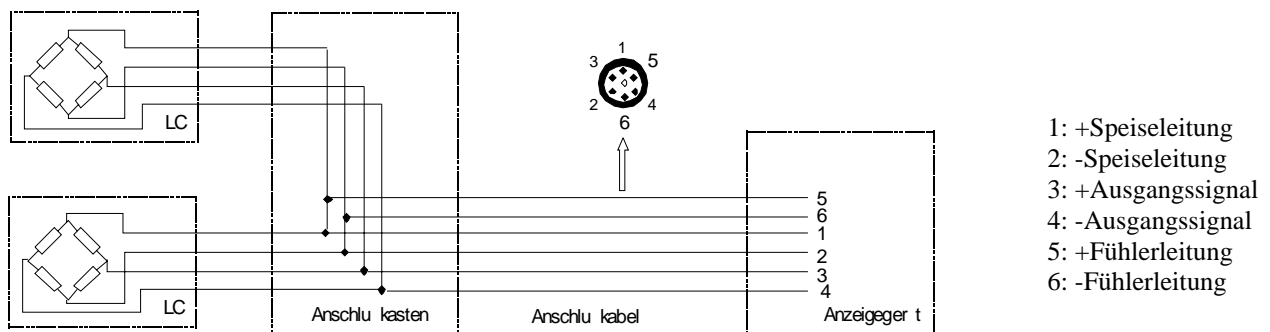 LC
LC
1
3
5
2
4
6
5
6
1
2
3
4
Anschlu kasten
Anschlu kabel
Anzeigeger t
1: +Speiseleitung
2: -Speiseleitung
3: +Ausgangssignal
4: -Ausgangssignal
5: +Fühlerleitung
6: -Fühlerleitung